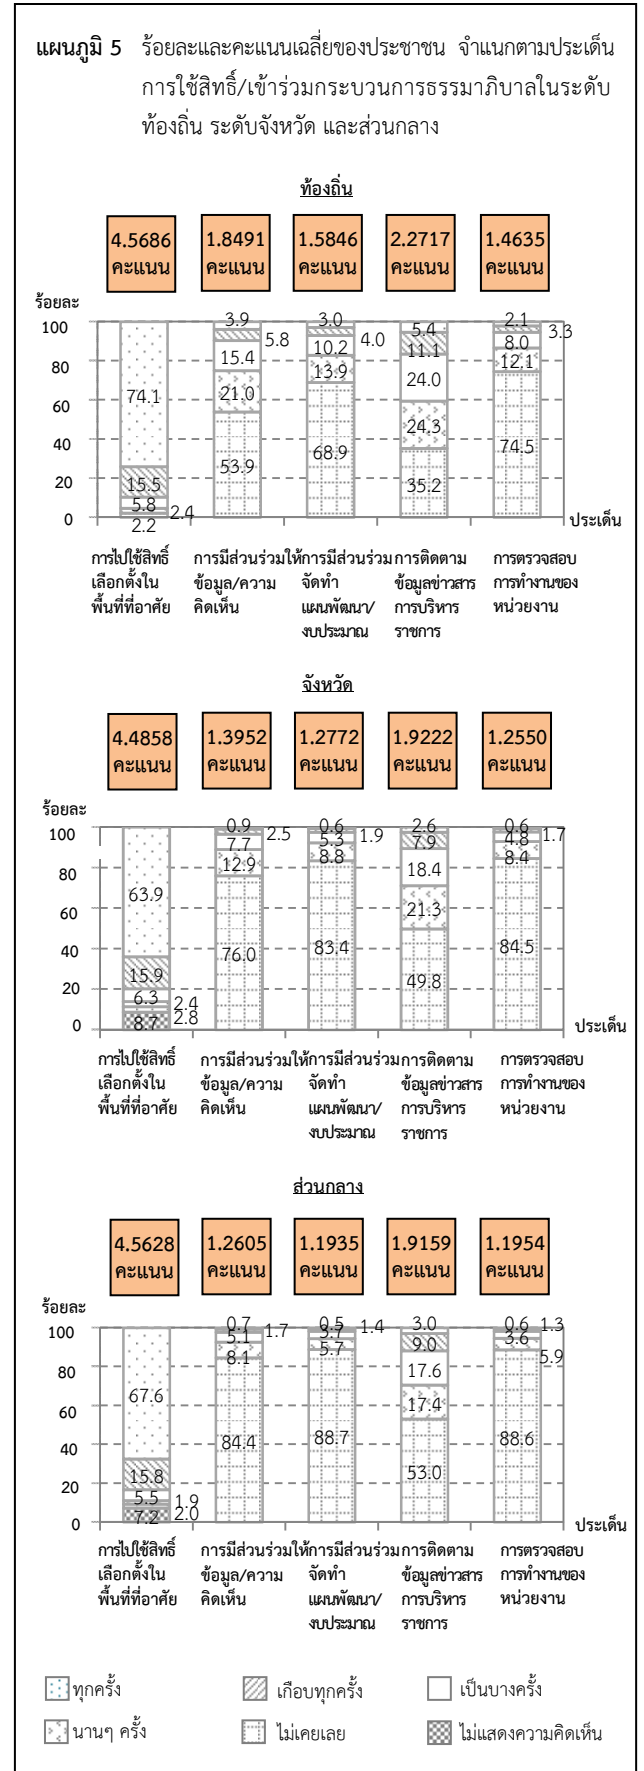 แผนภูมิ 5 ร้อยละและคะแนนเฉลี่ยของประชาชน จำแนกตามประเด็น
การใช้สิทธิ์/เข้าร่วมกระบวนการธรรมาภิบาลในระดับ
ท้องถิ่น ระดับจังหวัด และส่วนกลาง
ท้องถิ่น
4.5686 1.8491 1.5846 2.2717 1.4635
คะแนน คะแนน คะแนน คะแนน คะแนน
ร้อยละ
100 3.9 3.0 5.4 2.1
5.8 4.0 11.1 8.0 3.3
80 15.4 10.2 12.1
74.1 21.0 13.9 24.0
60
40 53.9 68.9 24.3 74.5
20 15.5 35.2
5.8 2.4
0 2.2 ประเด็น
การไปใช้สิทธิ์ การมีส่วนร่วมให้ การมีส่วนร่วม การติดตาม การตรวจสอบ
เลือกตั้งใน ข้อมูล/ความ จัดทำ ข้อมูลข่าวสาร การทำงานของ
พื้นที่ที่อาศัย คิดเห็น แผนพัฒนา/ การบริหาร หน่วยงาน
งบประมาณ ราชการ
จังหวัด
4.4858 1.3952 1.2772 1.9222 1.2550
คะแนน คะแนน คะแนน คะแนน คะแนน
ร้อยละ
100 0.9 0.6 2.6 0.6
7.7 2.5 5.3 1.9 7.9 4.8 1.7
80 12.9 8.8 18.4 8.4
63.9 21.3
60
40 76.0 83.4 49.8 84.5
20 15.9
6.3 2.4
0 8.7 2.8 ประเด็น
การไปใช้สิทธิ์ การมีส่วนร่วมให้ การมีส่วนร่วม การติดตาม การตรวจสอบ
เลือกตั้งใน ข้อมูล/ความ จัดทำ ข้อมูลข่าวสาร การทำงานของ
พื้นที่ที่อาศัย คิดเห็น แผนพัฒนา/ การบริหาร หน่วยงาน
งบประมาณ ราชการ
ส่วนกลาง
4.5628 1.2605 1.1935 1.9159 1.1954
คะแนน คะแนน คะแนน คะแนน คะแนน
ร้อยละ
100 0.7 0.5 3.0 0.6 1.3
5.1 1.7 3.7 1.4 9.0 3.6
80 8.1 5.7 17.6 5.9
67.6 17.4
60
40 84.4 88.7 53.0 88.6
20 15.8
5.5 1.9
0 7.2 2.0 ประเด็น
การไปใช้สิทธิ์ การมีส่วนร่วมให้ การมีส่วนร่วม การติดตาม การตรวจสอบ
เลือกตั้งใน ข้อมูล/ความ จัดทำ ข้อมูลข่าวสาร การทำงานของ
พื้นที่ที่อาศัย คิดเห็น แผนพัฒนา/ การบริหาร หน่วยงาน
งบประมาณ ราชการ
ทุกครั้ง เกือบทุกครั้ง เป็นบางครั้ง
นานๆ ครั้ง ไม่เคยเลย ไม่แสดงความคิดเห็น